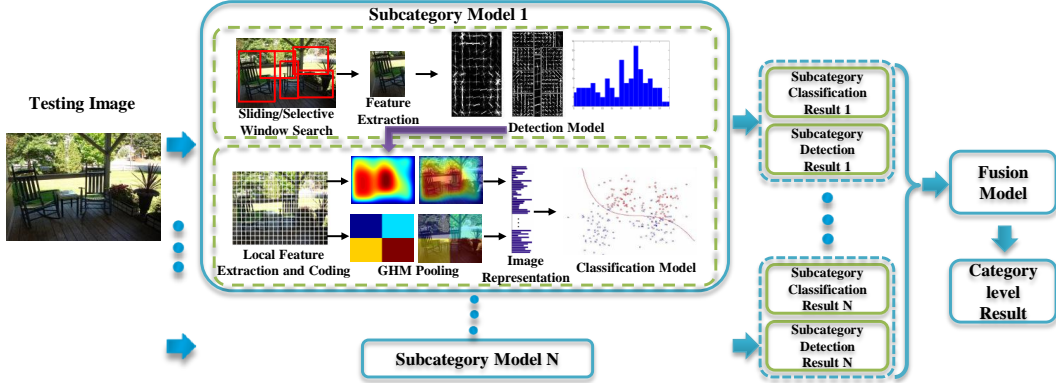 Subcategory Model 1
Testing Image
Sliding/Selective
Window Search
Feature
Extraction
Detection Model
Local Feature
Extraction and Coding
GHM Pooling
Image
Representation
Classification Model
Subcategory Model N
Subcategory
Classification
Result 1
Subcategory
Detection
Result 1
Subcategory
Classification
Result N
Subcategory
Detection
Result N
Fusion
Model
Category
level
Result